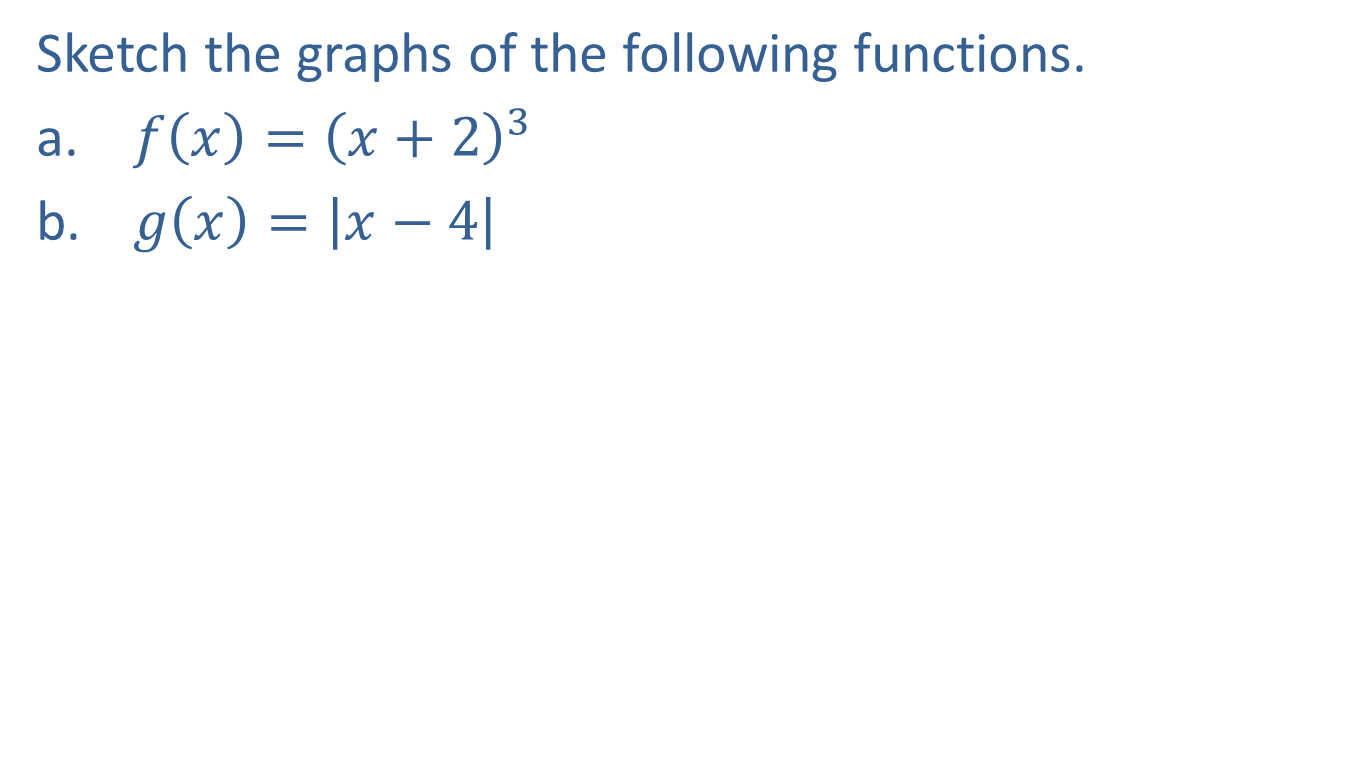 Sketch the graphs of the following functions.
a. f(x) = (x + 2)³
b. g(x) = |x − 4|